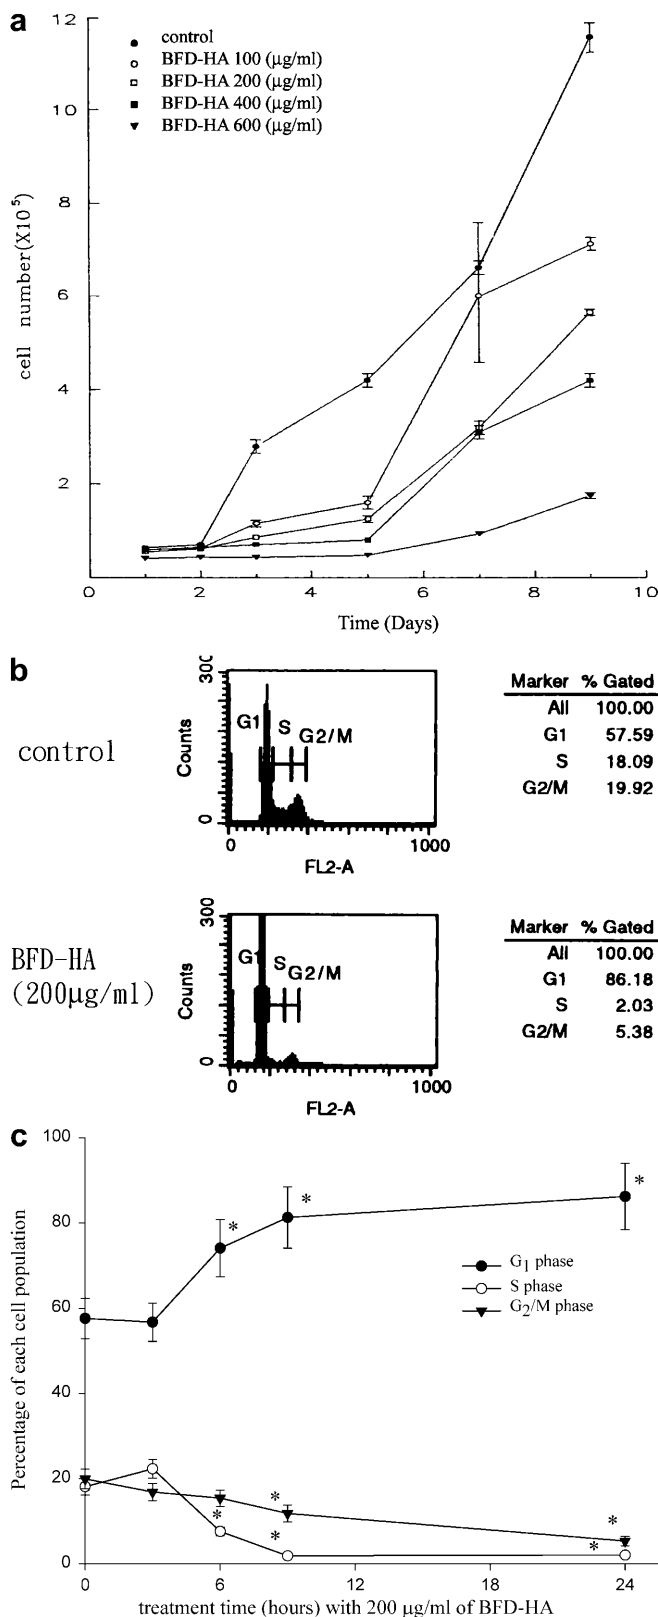 a
control
BFD-HA 100 (μg/ml)
BFD-HA 200 (μg/ml)
BFD-HA 400 (μg/ml)
BFD-HA 600 (μg/ml)
12
10
8
6
4
2
cell number(X10⁵)
0 2 4 6 8 10
Time (Days)
b
control
300
0
Counts
G1 S G2/M
0 1000
FL2-A
Marker % Gated
All 100.00
G1 57.59
S 18.09
G2/M 19.92
BFD-HA
(200μg/ml)
300
0
Counts
G1 S G2/M
0 1000
FL2-A
Marker % Gated
All 100.00
G1 86.18
S 2.03
G2/M 5.38
c
100
80
60
40
20
0
Percentage of each cell population
* * *
G₁ phase
S phase
G₂/M phase
* *
* * *
0 6 12 18 24
treatment time (hours) with 200 μg/ml of BFD-HA